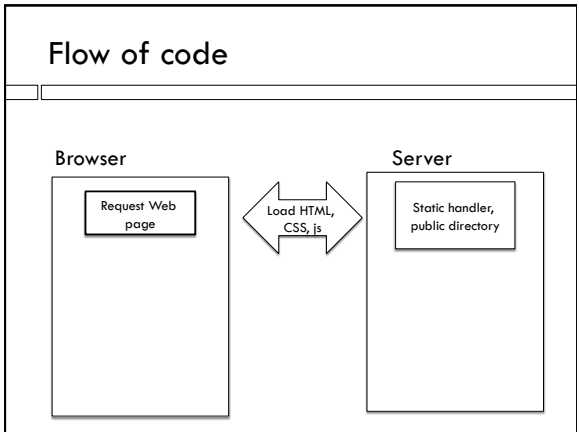 Flow of code
Browser
Server
Request Web
page
Load HTML,
CSS, js
Static handler,
public directory